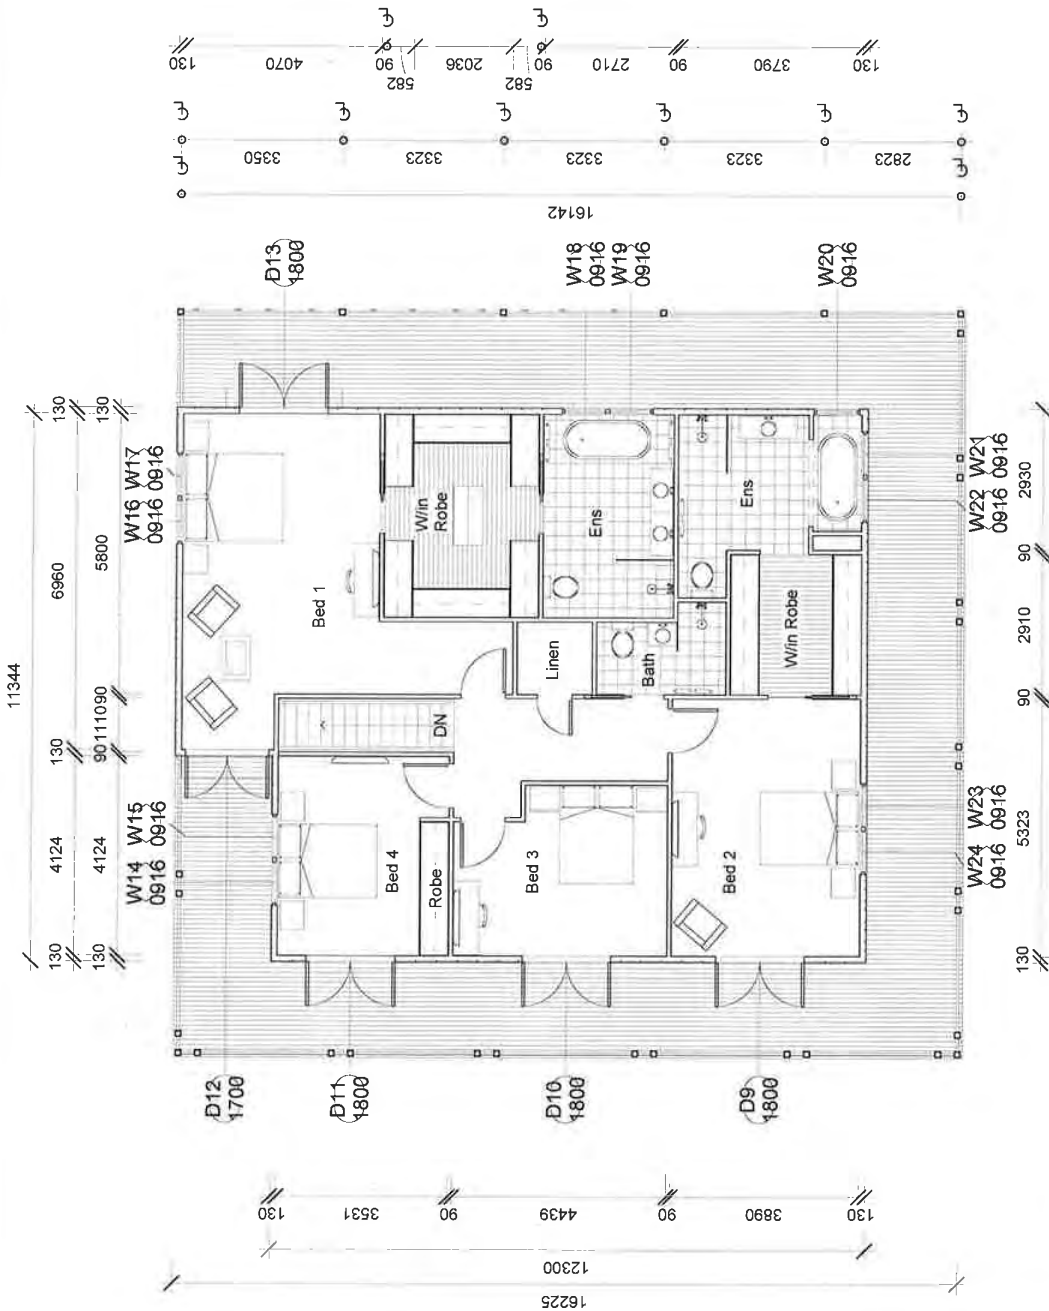 ℄ ℄
130 4070 90 582 2036 582 90 2710 90 3790 130
℄ ℄ ℄ ℄ ℄ ℄
3350 3323 3323 3323 2823
℄ ℄
16142
D13
1800
W18
0916
W19
0916
W20
0916
11344
130 6960 130 4124 130
130 5800 90 1110 90 4124 130
W17
0916
W16
0916
W15
0916
W14
0916
W21
0916
W22
0916
W23
0916
W24
0916
2930
90
2910
90
5323
130
W/in
Robe
Ens
Ens
Bed 1
Linen
Bath
W/in Robe
DN
Bed 4
Robe
Bed 3
Bed 2
D12
1700
D11
1800
D10
1800
D9
1800
130 3531 90 4439 90 3890 130
12300
16225